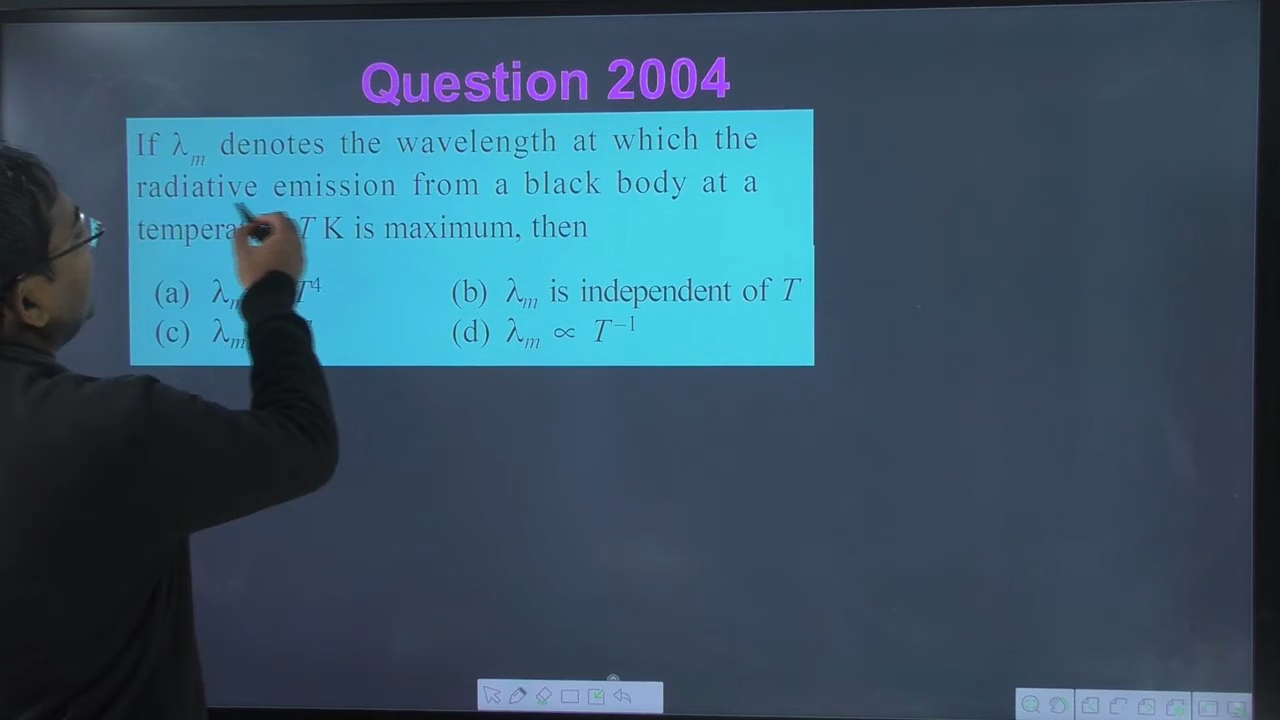 Question 2004
If λm denotes the wavelength at which the
radiative emission from a black body at a
T K is maximum, then
(a) T⁴ (b) λm is independent of T
(c) λm (d) λm ∝ T⁻¹